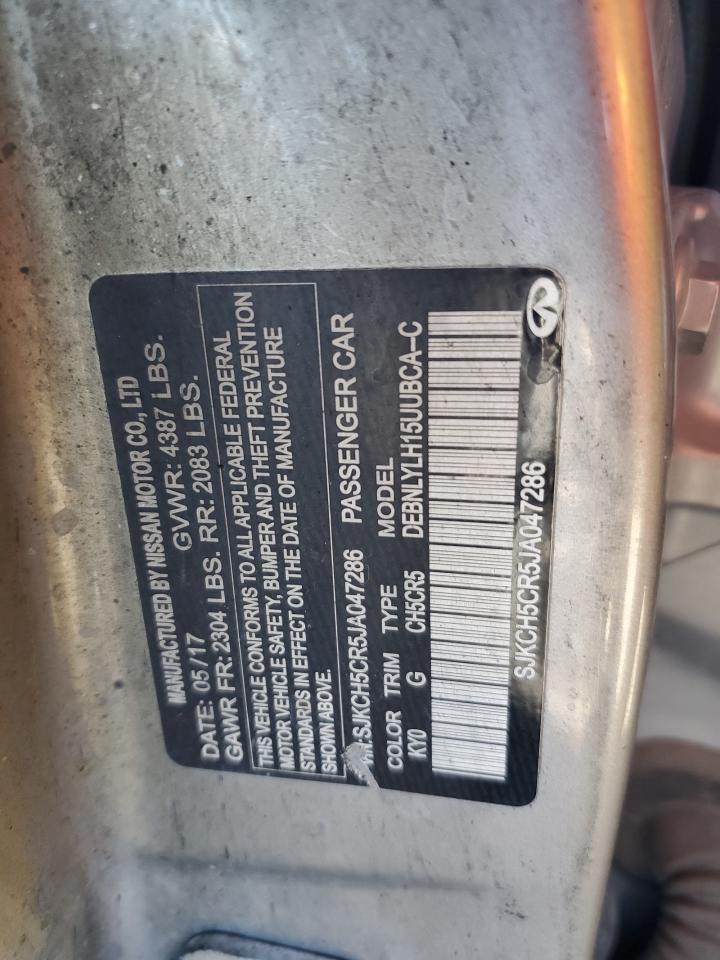 MANUFACTURED BY NISSAN MOTOR CO., LTD
DATE: 05/17 GVWR: 4387 LBS.
GAWR FR: 2304 LBS. RR: 2083 LBS.
THIS VEHICLE CONFORMS TO ALL APPLICABLE FEDERAL
MOTOR VEHICLE SAFETY, BUMPER AND THEFT PREVENTION
STANDARDS IN EFFECT ON THE DATE OF MANUFACTURE
SHOWN ABOVE.
VIN:SJKCH5CR5JA047286 PASSENGER CAR
COLOR TRIM TYPE MODEL
KY0 G CH5CR5 DEBNLYLH15UUBCA-C
SJKCH5CR5JA047286